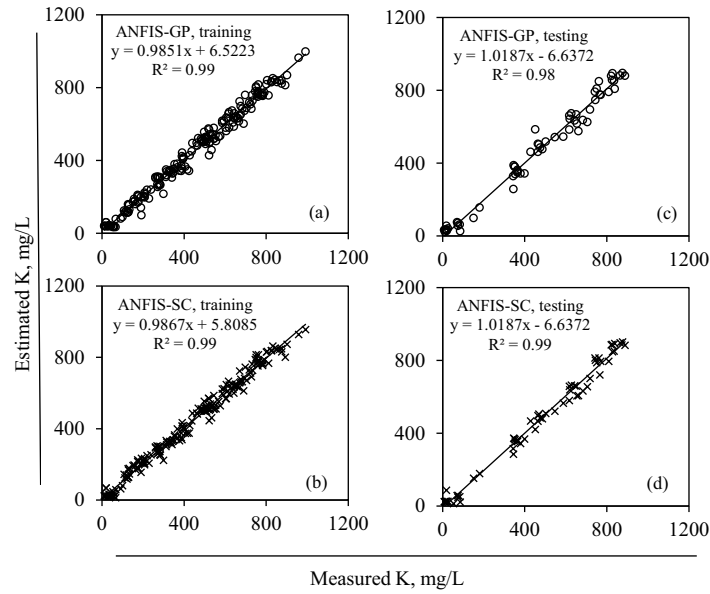 ANFIS-GP, training
y = 0.9851x + 6.5223
R² = 0.99
1200
800
400
0
0 400 800 1200
(a)
ANFIS-GP, testing
y = 1.0187x - 6.6372
R² = 0.98
1200
800
400
0
0 400 800 1200
(c)
ANFIS-SC, training
y = 0.9867x + 5.8085
R² = 0.99
1200
800
400
0
0 400 800 1200
(b)
ANFIS-SC, testing
y = 1.0187x - 6.6372
R² = 0.99
1200
800
400
0
0 400 800 1200
(d)
Estimated K, mg/L
Measured K, mg/L